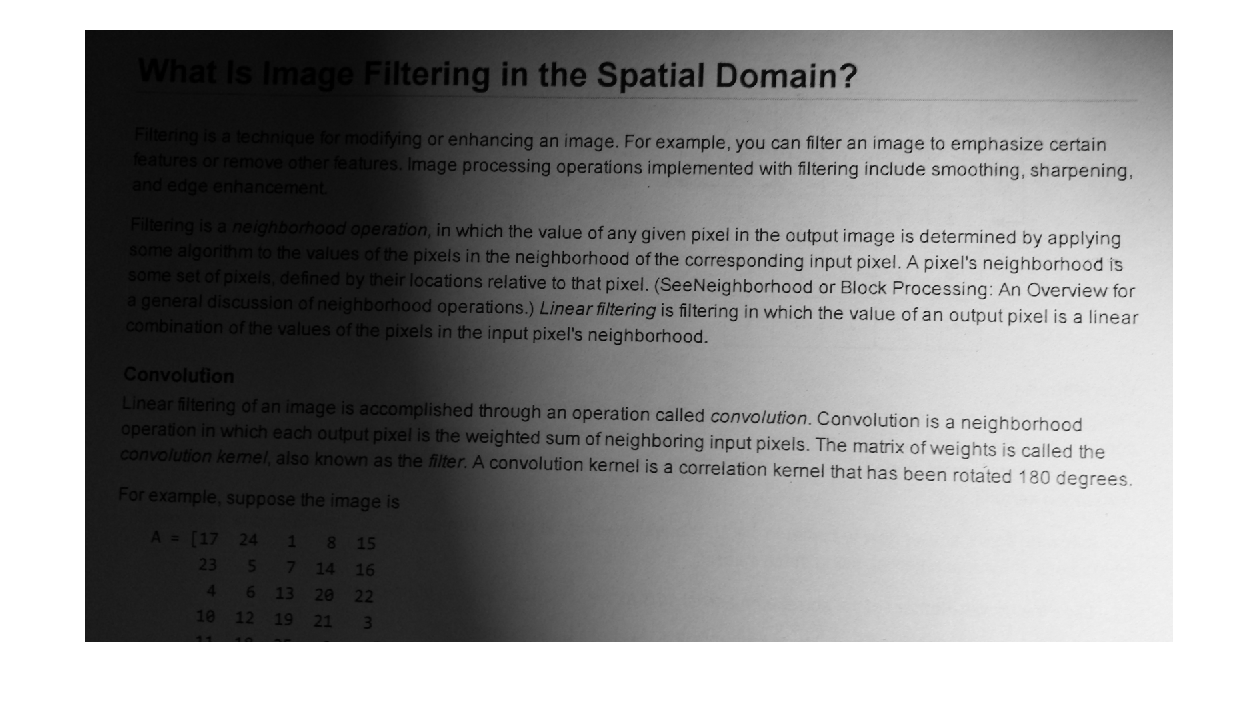 What Is Image Filtering in the Spatial Domain?
Filtering is a technique for modifying or enhancing an image. For example, you can filter an image to emphasize certain
features or remove other features. Image processing operations implemented with filtering include smoothing, sharpening,
and edge enhancement.
Filtering is a neighborhood operation, in which the value of any given pixel in the output image is determined by applying
some algorithm to the values of the pixels in the neighborhood of the corresponding input pixel. A pixel's neighborhood is
some set of pixels, defined by their locations relative to that pixel. (SeeNeighborhood or Block Processing: An Overview for
a general discussion of neighborhood operations.) Linear filtering is filtering in which the value of an output pixel is a linear
combination of the values of the pixels in the input pixel's neighborhood.
Convolution
Linear filtering of an image is accomplished through an operation called convolution. Convolution is a neighborhood
operation in which each output pixel is the weighted sum of neighboring input pixels. The matrix of weights is called the
convolution kernel, also known as the filter. A convolution kernel is a correlation kernel that has been rotated 180 degrees.
For example, suppose the image is
A = [17 24 1 8 15
23 5 7 14 16
4 6 13 20 22
10 12 19 21 3